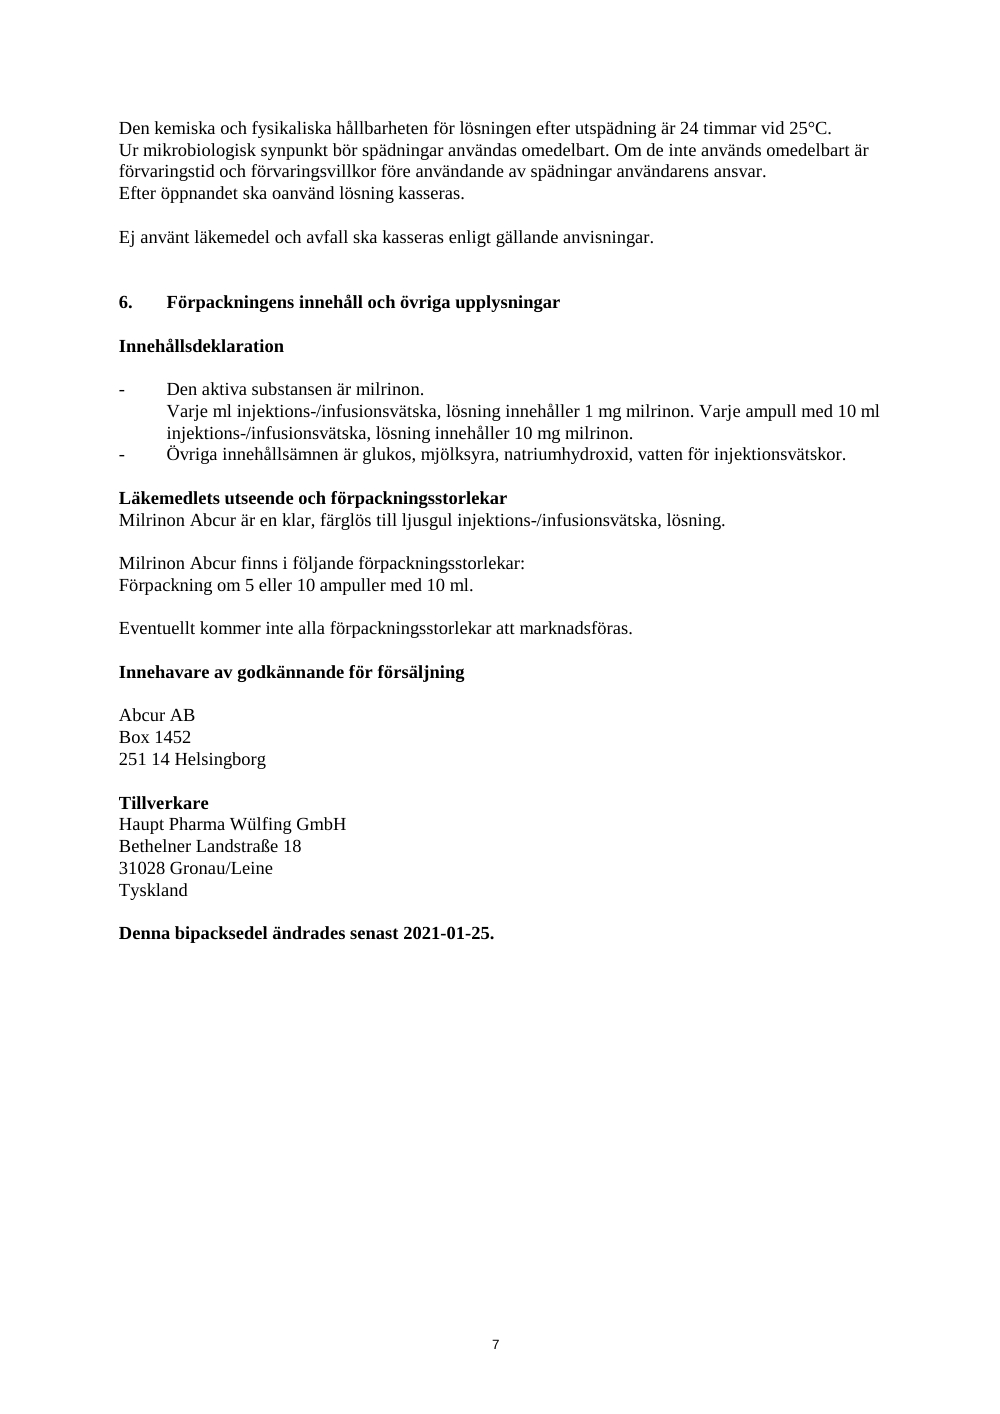 Den kemiska och fysikaliska hållbarheten för lösningen efter utspädning är 24 timmar vid 25°C.
Ur mikrobiologisk synpunkt bör spädningar användas omedelbart. Om de inte används omedelbart är
förvaringstid och förvaringsvillkor före användande av spädningar användarens ansvar.
Efter öppnandet ska oanvänd lösning kasseras.
Ej använt läkemedel och avfall ska kasseras enligt gällande anvisningar.
6. Förpackningens innehåll och övriga upplysningar
Innehållsdeklaration
- Den aktiva substansen är milrinon.
Varje ml injektions-/infusionsvätska, lösning innehåller 1 mg milrinon. Varje ampull med 10 ml
injektions-/infusionsvätska, lösning innehåller 10 mg milrinon.
- Övriga innehållsämnen är glukos, mjölksyra, natriumhydroxid, vatten för injektionsvätskor.
Läkemedlets utseende och förpackningsstorlekar
Milrinon Abcur är en klar, färglös till ljusgul injektions-/infusionsvätska, lösning.
Milrinon Abcur finns i följande förpackningsstorlekar:
Förpackning om 5 eller 10 ampuller med 10 ml.
Eventuellt kommer inte alla förpackningsstorlekar att marknadsföras.
Innehavare av godkännande för försäljning
Abcur AB
Box 1452
251 14 Helsingborg
Tillverkare
Haupt Pharma Wülfing GmbH
Bethelner Landstraße 18
31028 Gronau/Leine
Tyskland
Denna bipacksedel ändrades senast 2021-01-25.
7